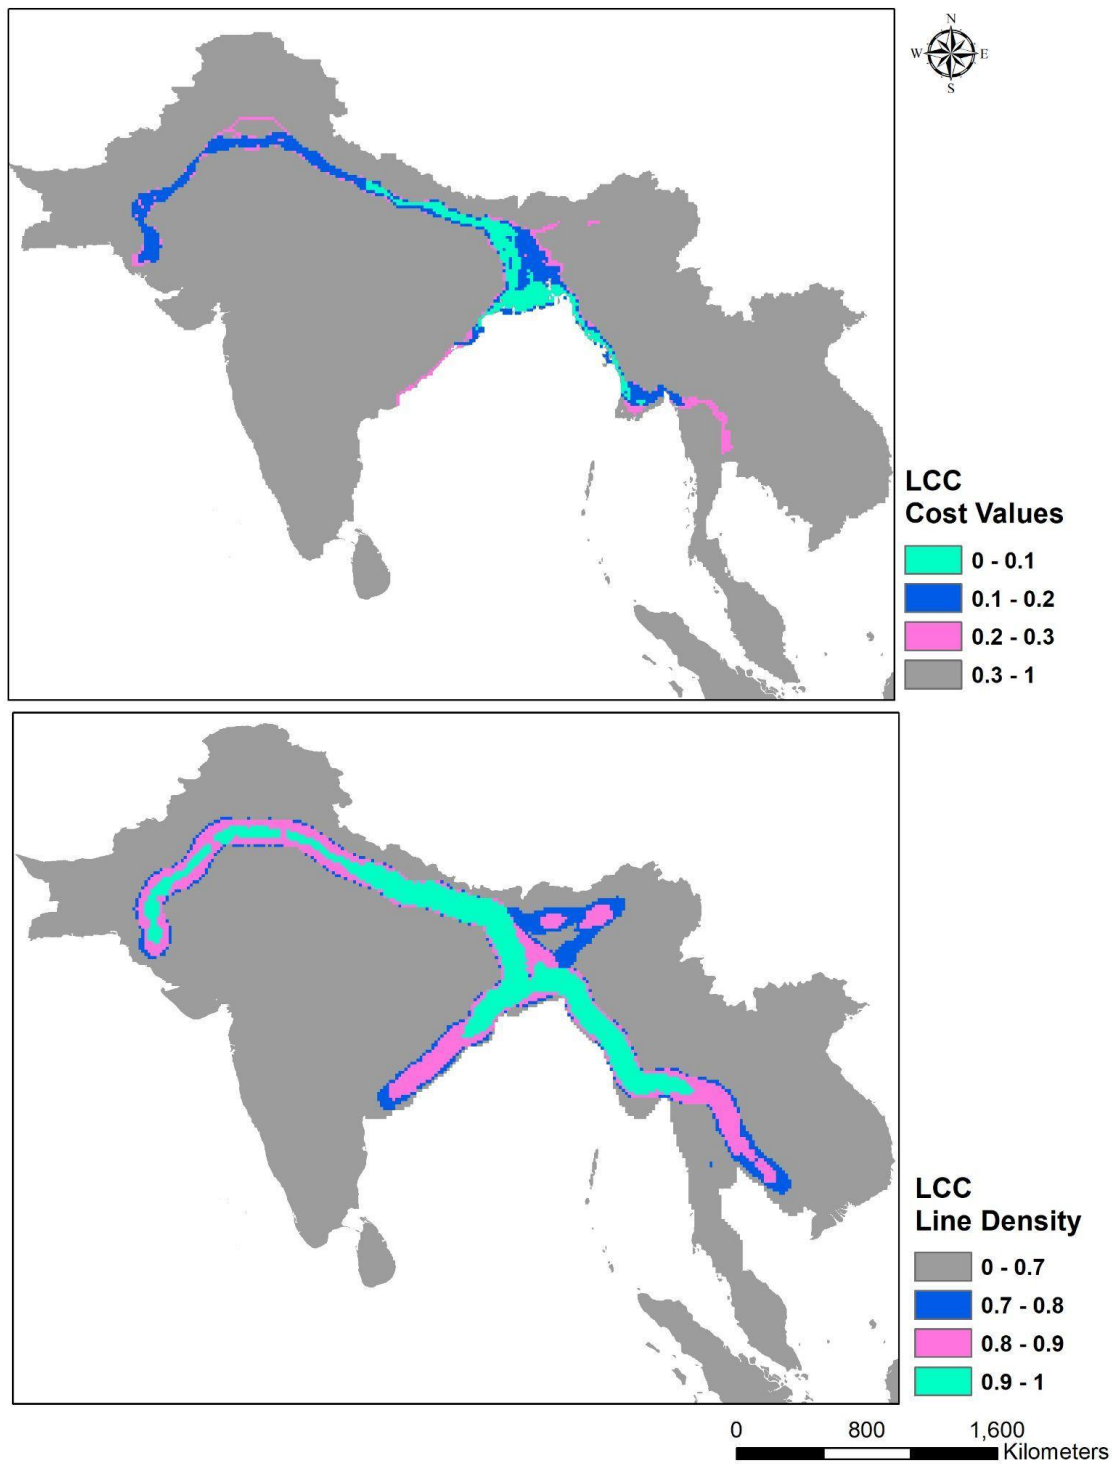 N
W E
S
LCC
Cost Values
0 - 0.1
0.1 - 0.2
0.2 - 0.3
0.3 - 1
LCC
Line Density
0 - 0.7
0.7 - 0.8
0.8 - 0.9
0.9 - 1
0 800 1,600
Kilometers